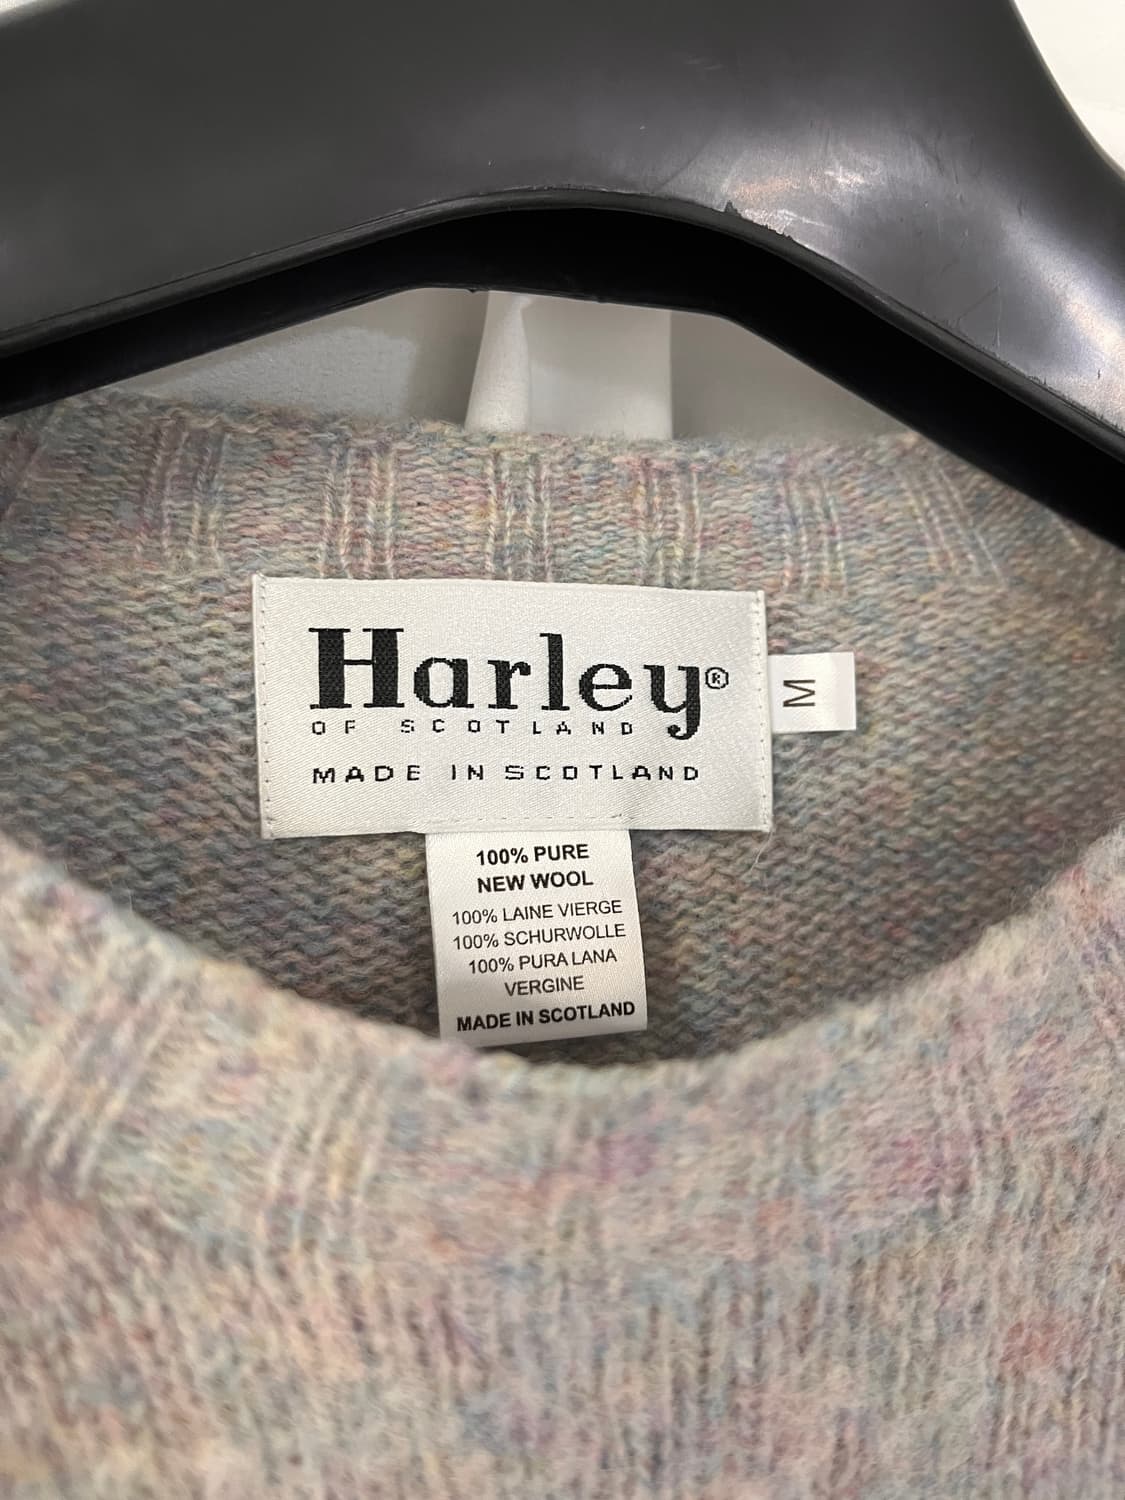 Harley®
OF SCOTLAND
MADE IN SCOTLAND
M
100% PURE
NEW WOOL
100% LAINE VIERGE
100% SCHURWOLLE
100% PURA LANA
VERGINE
MADE IN SCOTLAND